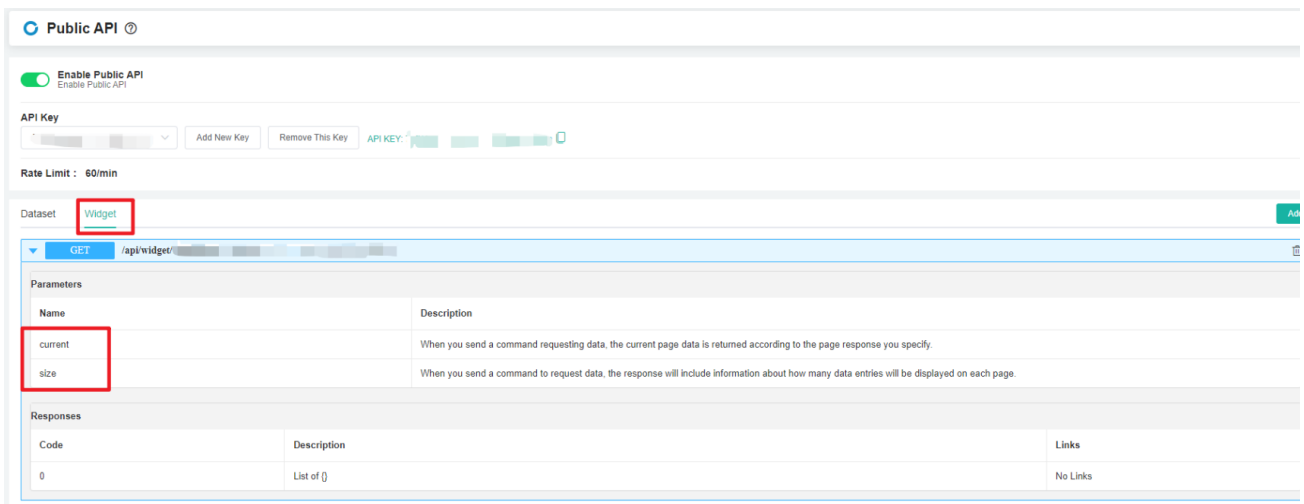 Public API
Enable Public API
Enable Public API
API Key
Add New Key Remove This Key API KEY:
Rate Limit : 60/min
Dataset Widget
GET /api/widget/
Parameters
Name Description
current When you send a command requesting data, the current page data is returned according to the page response you specify.
size When you send a command to request data, the response will include information about how many data entries will be displayed on each page.
Responses
Code Description Links
0 List of {} No Links